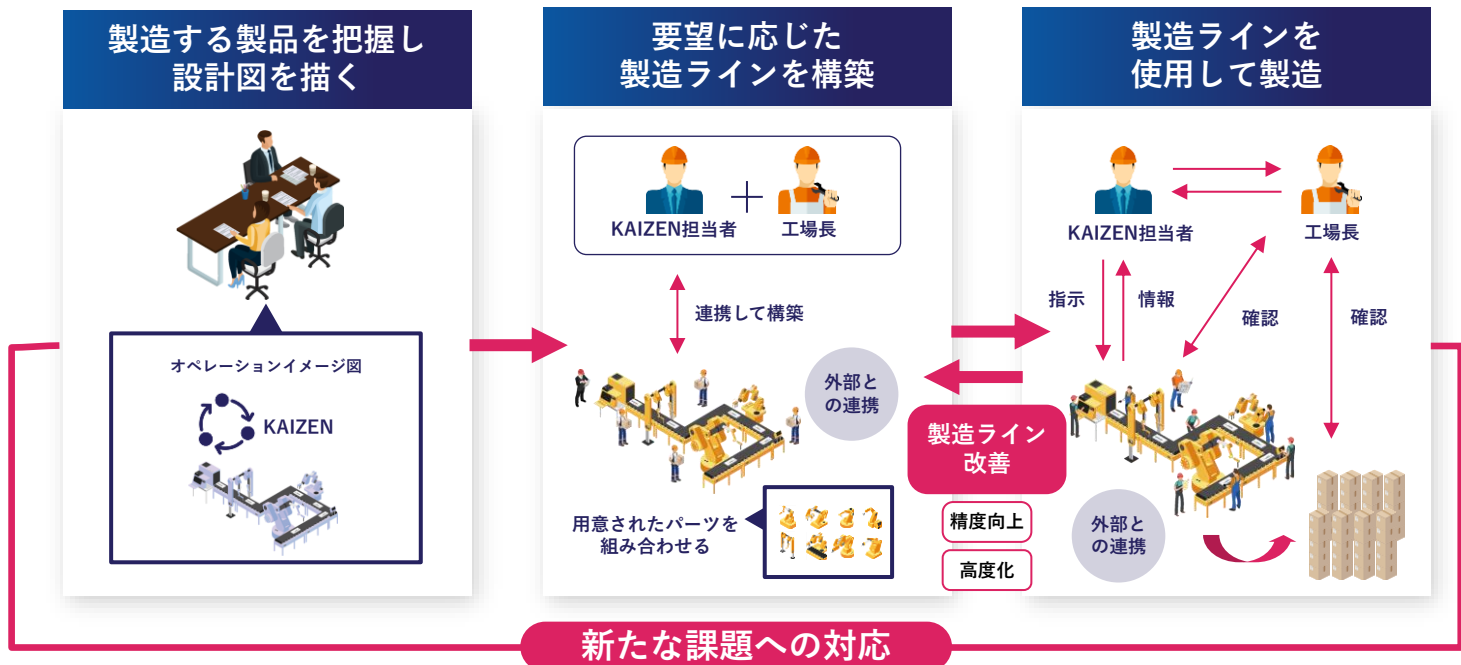 製造する製品を把握し
設計図を描く
オペレーションイメージ図
KAIZEN
要望に応じた
製造ラインを構築
KAIZEN担当者
工場長
連携して構築
外部と
の連携
用意されたパーツを
組み合わせる
製造ライン
改善
精度向上
高度化
製造ラインを
使用して製造
KAIZEN担当者
工場長
指示
情報
確認
確認
外部と
の連携
新たな課題への対応